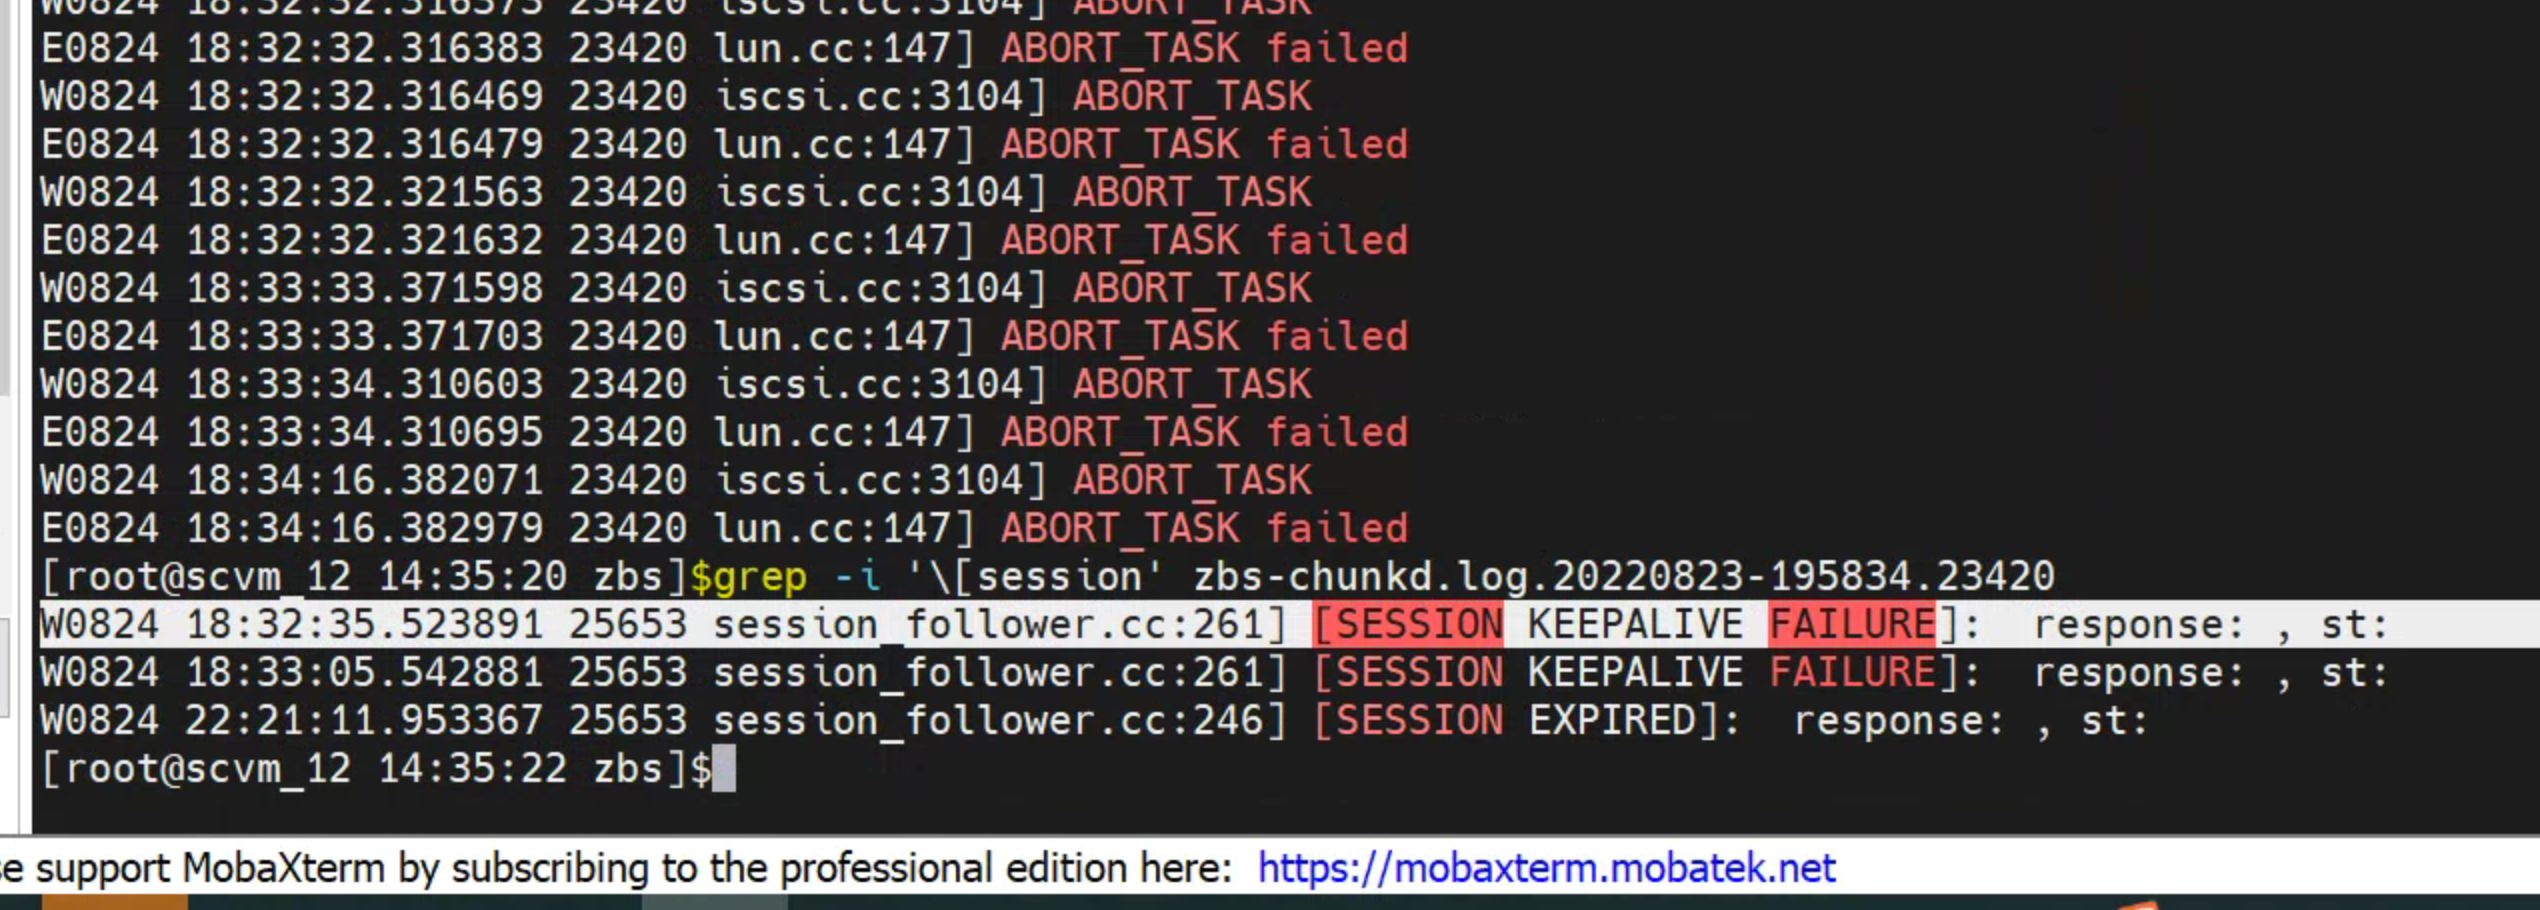 W0824 18:32:32.316373 23420 iscsi.cc:3104] ABORT_TASK
E0824 18:32:32.316383 23420 lun.cc:147] ABORT_TASK failed
W0824 18:32:32.316469 23420 iscsi.cc:3104] ABORT_TASK
E0824 18:32:32.316479 23420 lun.cc:147] ABORT_TASK failed
W0824 18:32:32.321563 23420 iscsi.cc:3104] ABORT_TASK
E0824 18:32:32.321632 23420 lun.cc:147] ABORT_TASK failed
W0824 18:33:33.371598 23420 iscsi.cc:3104] ABORT_TASK
E0824 18:33:33.371703 23420 lun.cc:147] ABORT_TASK failed
W0824 18:33:34.310603 23420 iscsi.cc:3104] ABORT_TASK
E0824 18:33:34.310695 23420 lun.cc:147] ABORT_TASK failed
W0824 18:34:16.382071 23420 iscsi.cc:3104] ABORT_TASK
E0824 18:34:16.382979 23420 lun.cc:147] ABORT_TASK failed
[root@scvm_12 14:35:20 zbs]$grep -i '\[session' zbs-chunkd.log.20220823-195834.23420
W0824 18:32:35.523891 25653 session_follower.cc:261] [SESSION KEEPALIVE FAILURE]:  response: , st:
W0824 18:33:05.542881 25653 session_follower.cc:261] [SESSION KEEPALIVE FAILURE]:  response: , st:
W0824 22:21:11.953367 25653 session_follower.cc:246] [SESSION EXPIRED]:  response: , st:
[root@scvm_12 14:35:22 zbs]$
se support MobaXterm by subscribing to the professional edition here: https://mobaxterm.mobatek.net